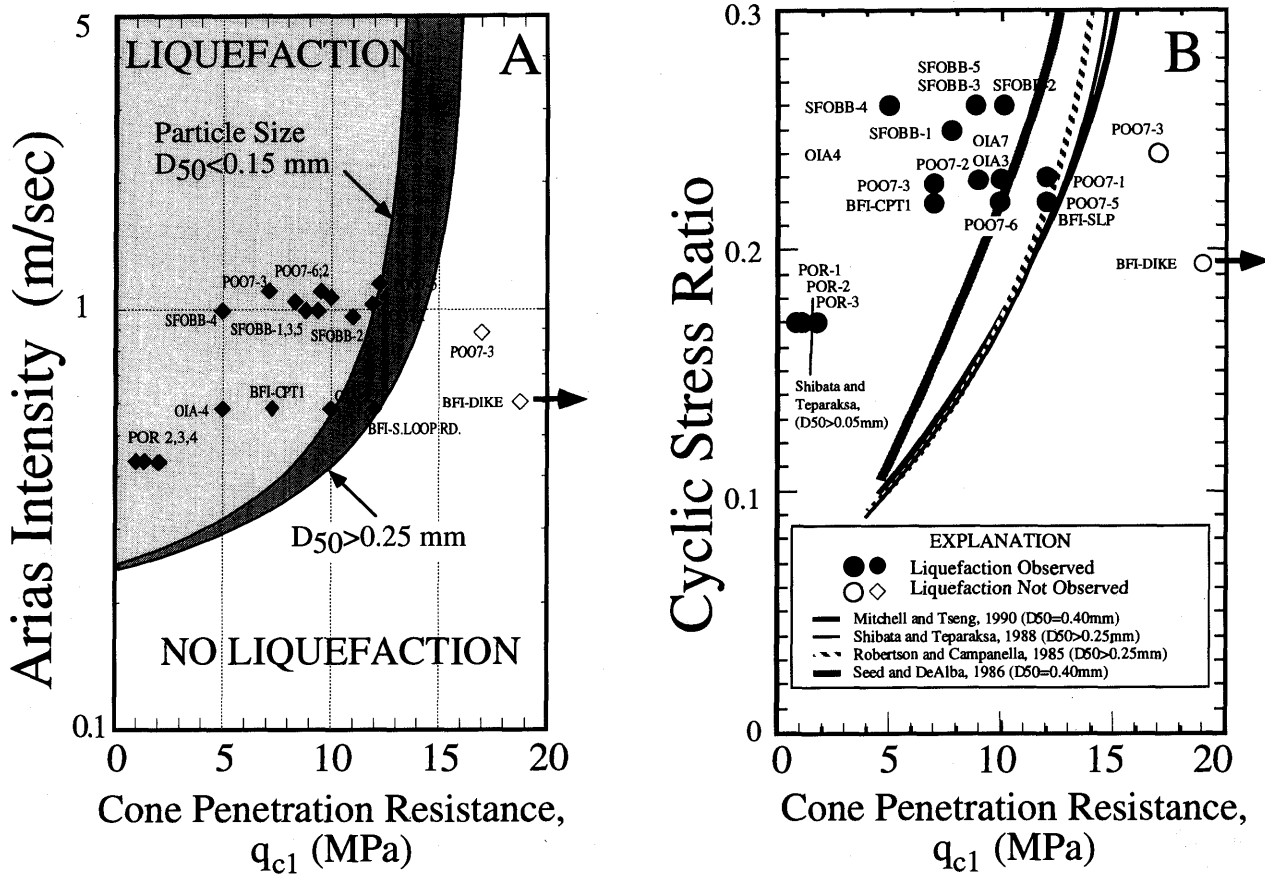 5
LIQUEFACTION
A
Particle Size
D50<0.15 mm
POO7-6;2
POO7-3
1
SFOBB-4
SFOBB-1,3,5
SFOBB-2
POO7-3
BFI-CPT1
OIA-4
BFI-DIKE
BFI-S.LOOP RD.
POR 2,3,4
D50>0.25 mm
NO LIQUEFACTION
0.1
0 5 10 15 20
Arias Intensity (m/sec)
Cone Penetration Resistance,
qc1 (MPa)
0.3
B
SFOBB-5
SFOBB-3
SFOBB-2
SFOBB-4
SFOBB-1
OIA7
POO7-3
OIA4
POO7-2
OIA3
POO7-3
POO7-1
BFI-CPT1
POO7-5
POO7-6
BFI-SLP
0.2
BFI-DIKE
POR-1
POR-2
POR-3
Shibata and
Teparaksa,
(D50>0.05mm)
0.1
EXPLANATION
Liquefaction Observed
Liquefaction Not Observed
Mitchell and Tseng, 1990 (D50=0.40mm)
Shibata and Teparaksa, 1988 (D50>0.25mm)
Robertson and Campanella, 1985 (D50>0.25mm)
Seed and DeAlba, 1986 (D50=0.40mm)
0
0 5 10 15 20
Cyclic Stress Ratio
Cone Penetration Resistance,
qc1 (MPa)